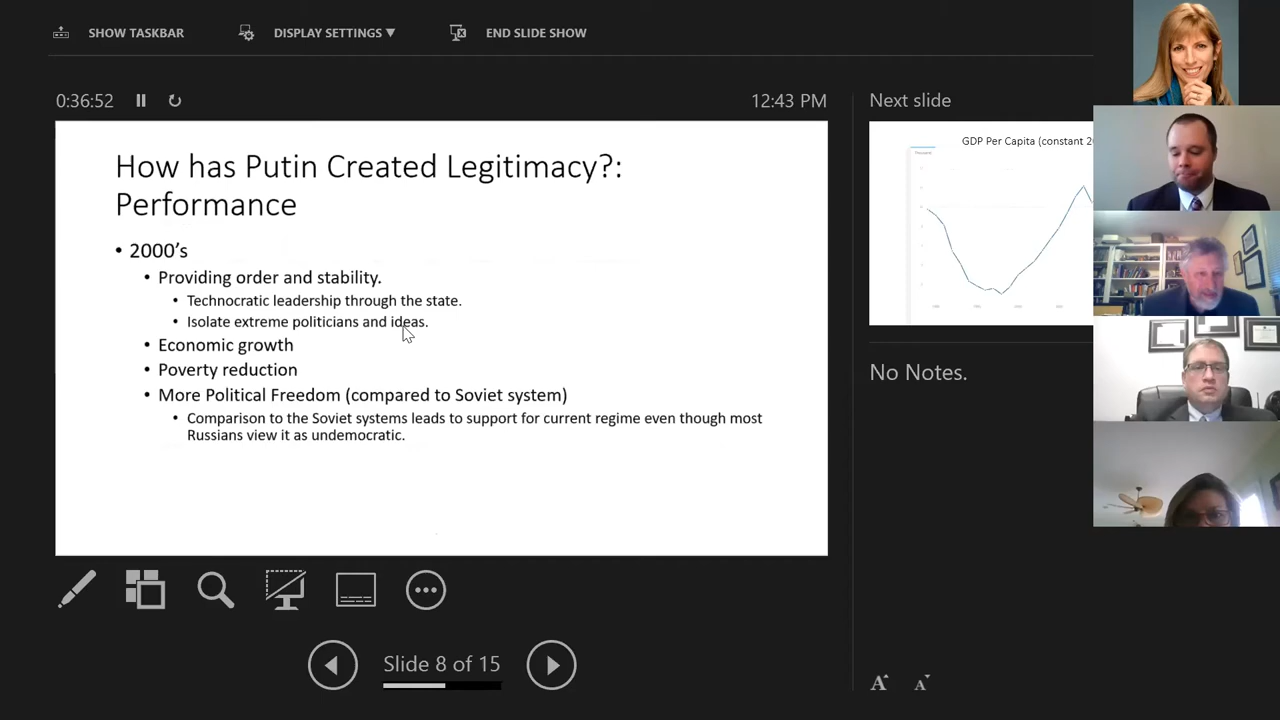 SHOW TASKBAR
DISPLAY SETTINGS ▼
END SLIDE SHOW
0:36:52
12:43 PM
How has Putin Created Legitimacy?:
Performance
• 2000's
• Providing order and stability.
• Technocratic leadership through the state.
• Isolate extreme politicians and ideas.
• Economic growth
• Poverty reduction
• More Political Freedom (compared to Soviet system)
• Comparison to the Soviet systems leads to support for current regime even though most
Russians view it as undemocratic.
Next slide
GDP Per Capita (constant 2
No Notes.
Slide 8 of 15
A
A